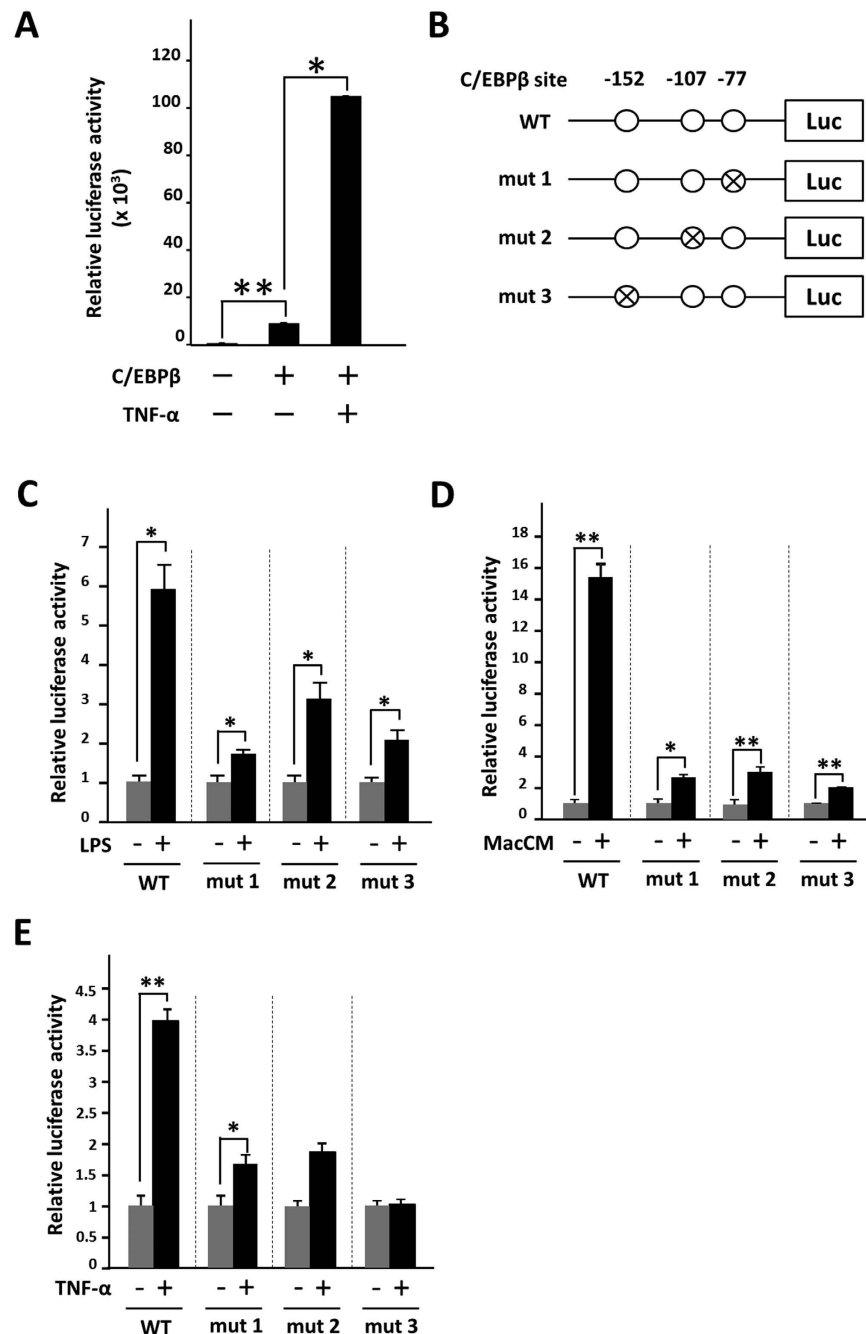 A
Relative luciferase activity
(x 10³)
120
100
80
60
40
20
0
*
**
C/EBPβ − + +
TNF-α − − +
B
C/EBPβ site -152 -107 -77
WT Luc
mut 1 Luc
mut 2 Luc
mut 3 Luc
C
Relative luciferase activity
7
6
5
4
3
2
1
0
* * * *
LPS - + - + - + - +
WT mut 1 mut 2 mut 3
D
Relative luciferase activity
18
16
14
12
10
8
6
4
2
0
** * ** **
MacCM - + - + - + - +
WT mut 1 mut 2 mut 3
E
Relative luciferase activity
4.5
4
3.5
3
2.5
2
1.5
1
0.5
0
** *
TNF-α - + - + - + - +
WT mut 1 mut 2 mut 3